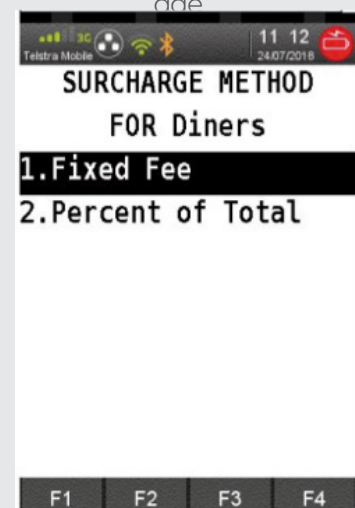 3G 11 12
Telstra Mobile 24/07/2018
SURCHARGE METHOD
FOR Diners
1.Fixed Fee
2.Percent of Total
F1 F2 F3 F4